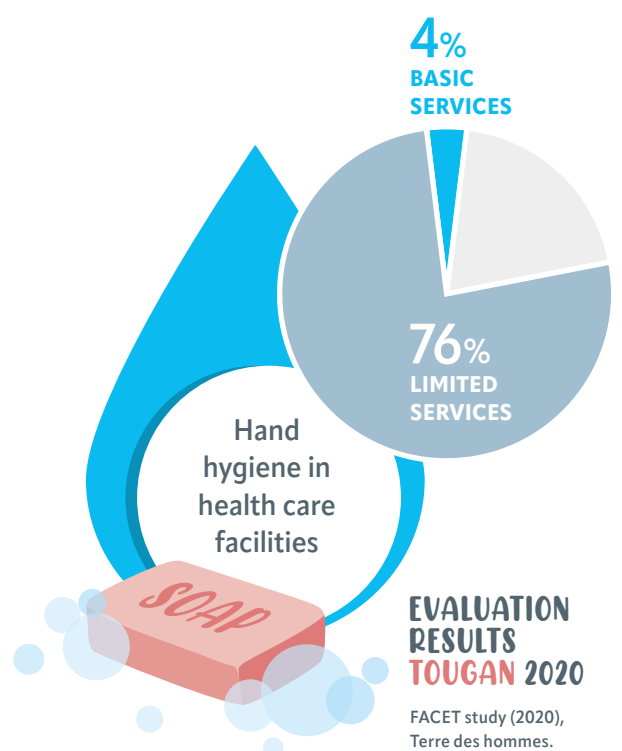 4%
BASIC
SERVICES
76%
LIMITED
SERVICES
Hand
hygiene in
health care
facilities
SOAP
EVALUATION
RESULTS
TOUGAN 2020
FACET study (2020),
Terre des hommes.